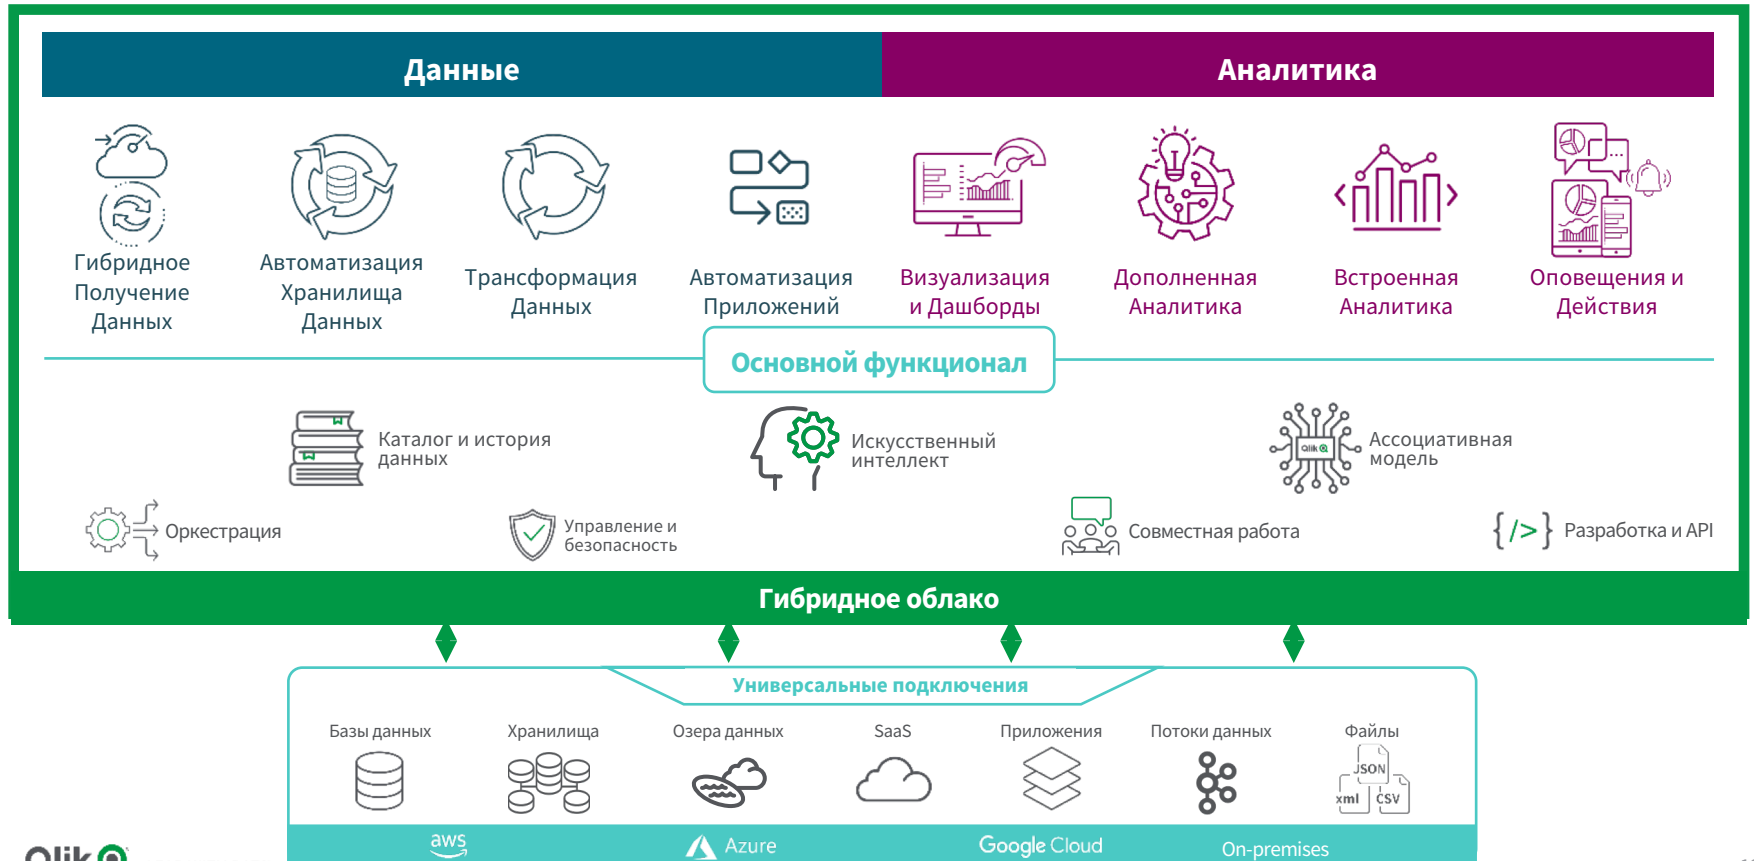 Данные
Аналитика
Гибридное
Получение
Данных
Автоматизация
Хранилища
Данных
Трансформация
Данных
Автоматизация
Приложений
Визуализация
и Дашборды
Дополненная
Аналитика
Встроенная
Аналитика
Оповещения и
Действия
Основной функционал
Каталог и история
данных
Искусственный
интеллект
Qlik
Ассоциативная
модель
Оркестрация
Управление и
безопасность
Совместная работа
{/>}
Разработка и API
Гибридное облако
Универсальные подключения
Базы данных
Хранилища
Озера данных
SaaS
Приложения
Потоки данных
Файлы
JSON
xml
CSV
aws
Azure
Google Cloud
On-premises
Qlik